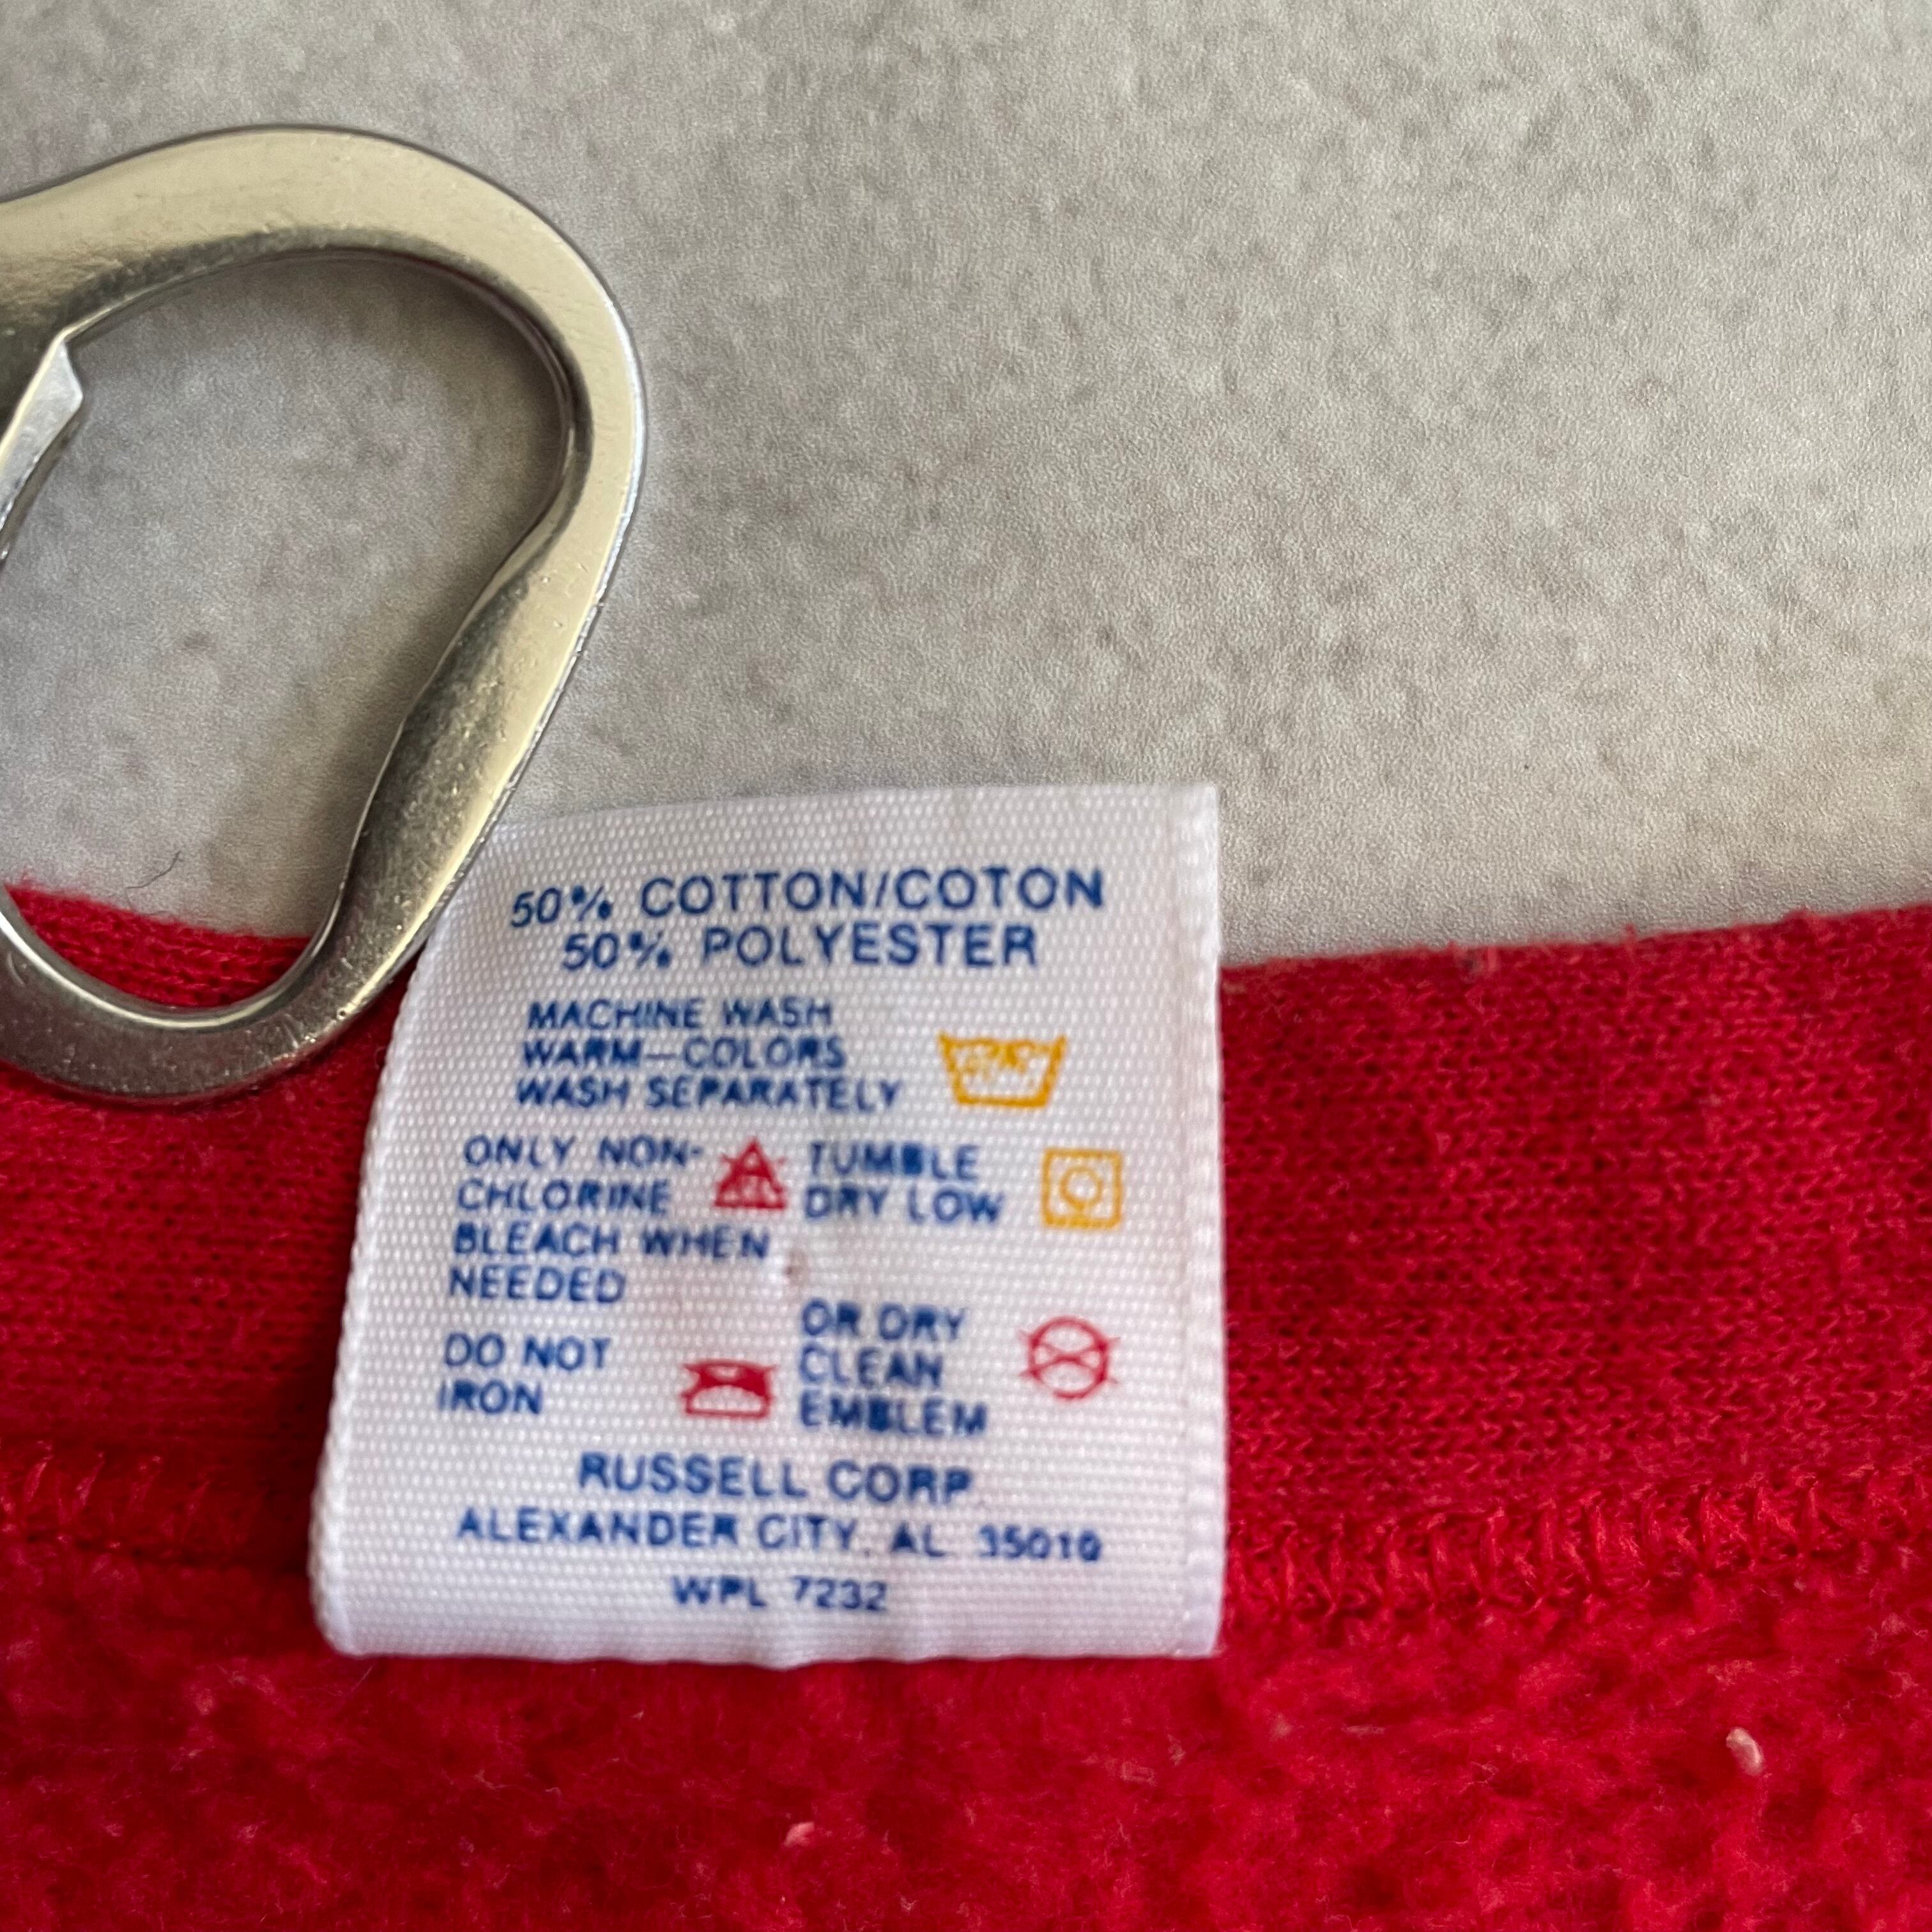 50% COTTON/COTON
50% POLYESTER
MACHINE WASH
WARM—COLORS
WASH SEPARATELY
ONLY NON-
CHLORINE
BLEACH WHEN
NEEDED
TUMBLE
DRY LOW
DO NOT
IRON
OR DRY
CLEAN
EMBLEM
RUSSELL CORP
ALEXANDER CITY, AL 35010
WPL 7232